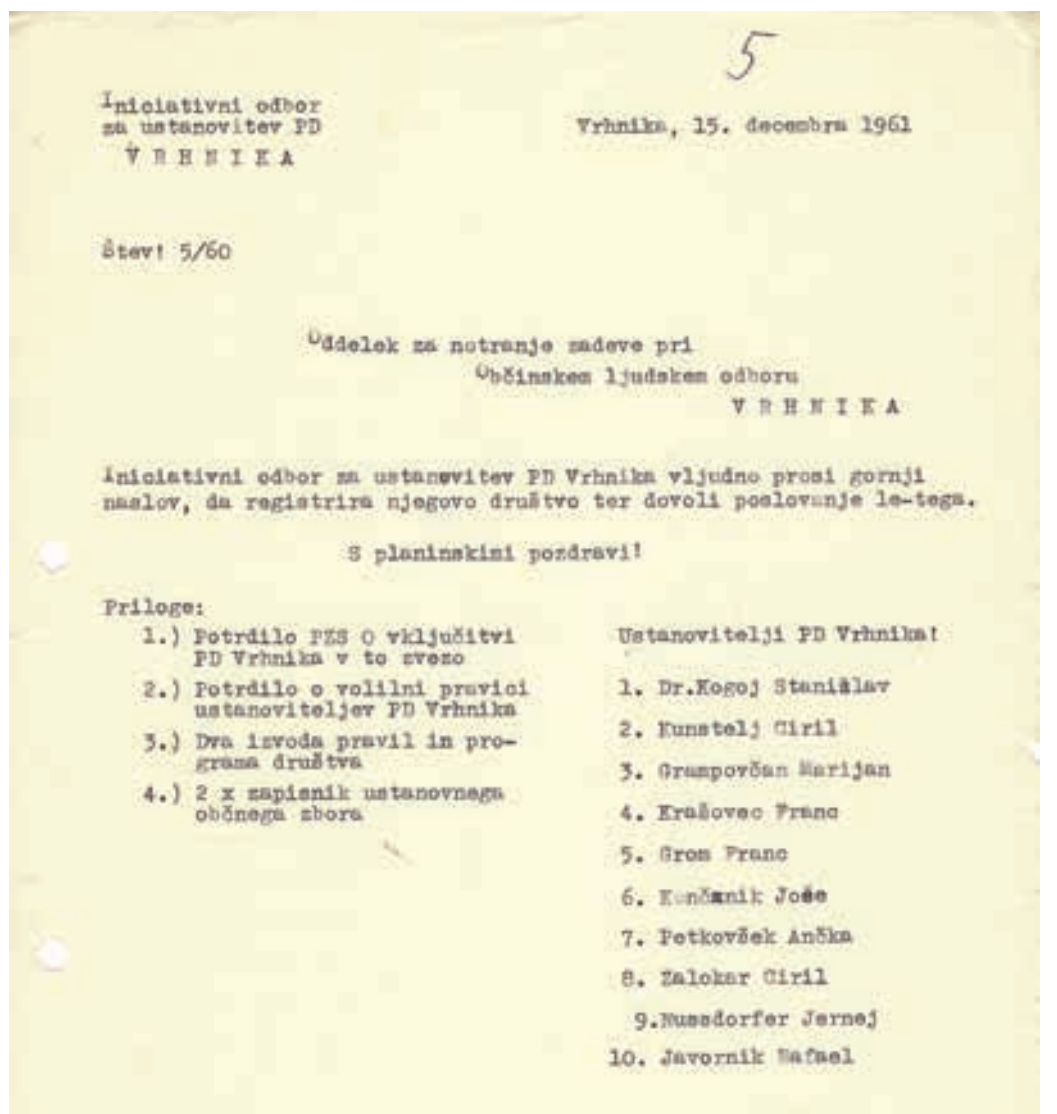 5
Iniciativni odbor
za ustanovitev PD
V R H N I K A
Vrhnika, 15. decembra 1961
Štev! 5/60
Oddelek za notranje zadeve pri
Občinskem ljudskem odboru
V R H N I K A
Iniciativni odbor za ustanovitev PD Vrhnika vljudno prosi gornji
naslov, da registrira njegovo društvo ter dovoli poslovanje le-tega.
S planinskimi pozdravi!
Priloge:
1.) Potrdilo PZS O vključitvi
PD Vrhnika v to zvezo
2.) Potrdilo o volilni pravici
ustanoviteljev PD Vrhnika
3.) Dva izvoda pravil in pro-
grama društva
4.) 2 x zapisnik ustanovnega
občnega zbora
Ustanovitelji PD Vrhnika!
1. Dr.Kogoj Stanislav
2. Kunstelj Ciril
3. Grampovčan Marijan
4. Krašovec Franc
5. Grom Franc
6. Kunčnik Jože
7. Petkovšek Ančka
8. Zalokar Ciril
9.Nussdorfer Jernej
10. Javornik Rafael